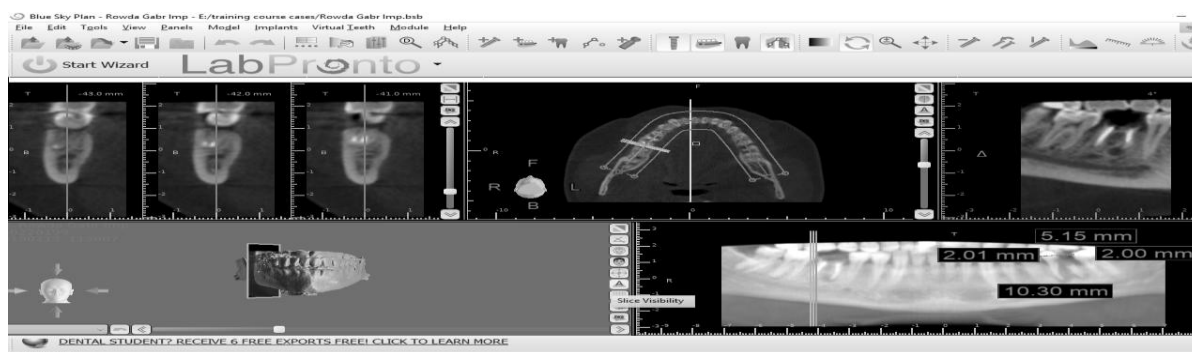 Blue Sky Plan - Rowda Gabr Imp - E:/training course cases/Rowda Gabr Imp.bsb
File Edit Tools View Panels Model Implants Virtual Teeth Module Help
Start Wizard LabPronto
T -43.0 mm T -42.0 mm T -41.0 mm F T 4°
B B B R L
F
R L
B
T
5.15 mm
2.01 mm 2.00 mm
R
10.30 mm
Slice Visibility
DENTAL STUDENT? RECEIVE 6 FREE EXPORTS FREE! CLICK TO LEARN MORE